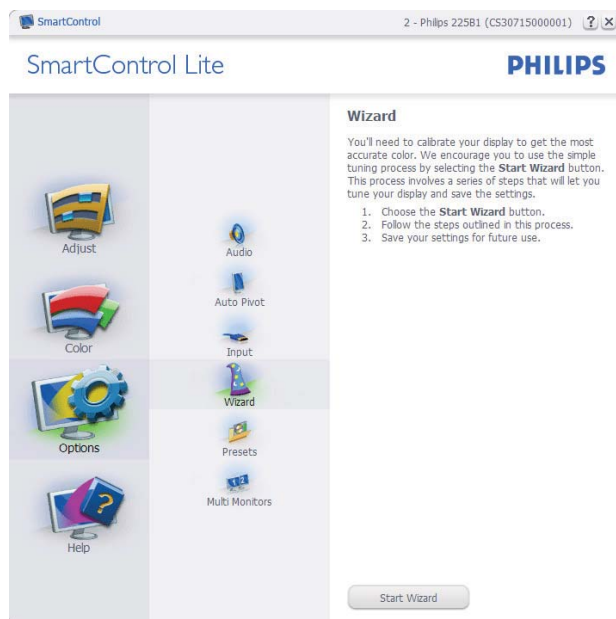 SmartControl
2 - Philips 225B1 (CS30715000001)
? X
SmartControl Lite
PHILIPS
Adjust
Color
Options
Help
Audio
Auto Pivot
Input
Wizard
Presets
1 2
Multi Monitors
Wizard
You'll need to calibrate your display to get the most
accurate color. We encourage you to use the simple
tuning process by selecting the Start Wizard button.
This process involves a series of steps that will let you
tune your display and save the settings.
1. Choose the Start Wizard button.
2. Follow the steps outlined in this process.
3. Save your settings for future use.
Start Wizard